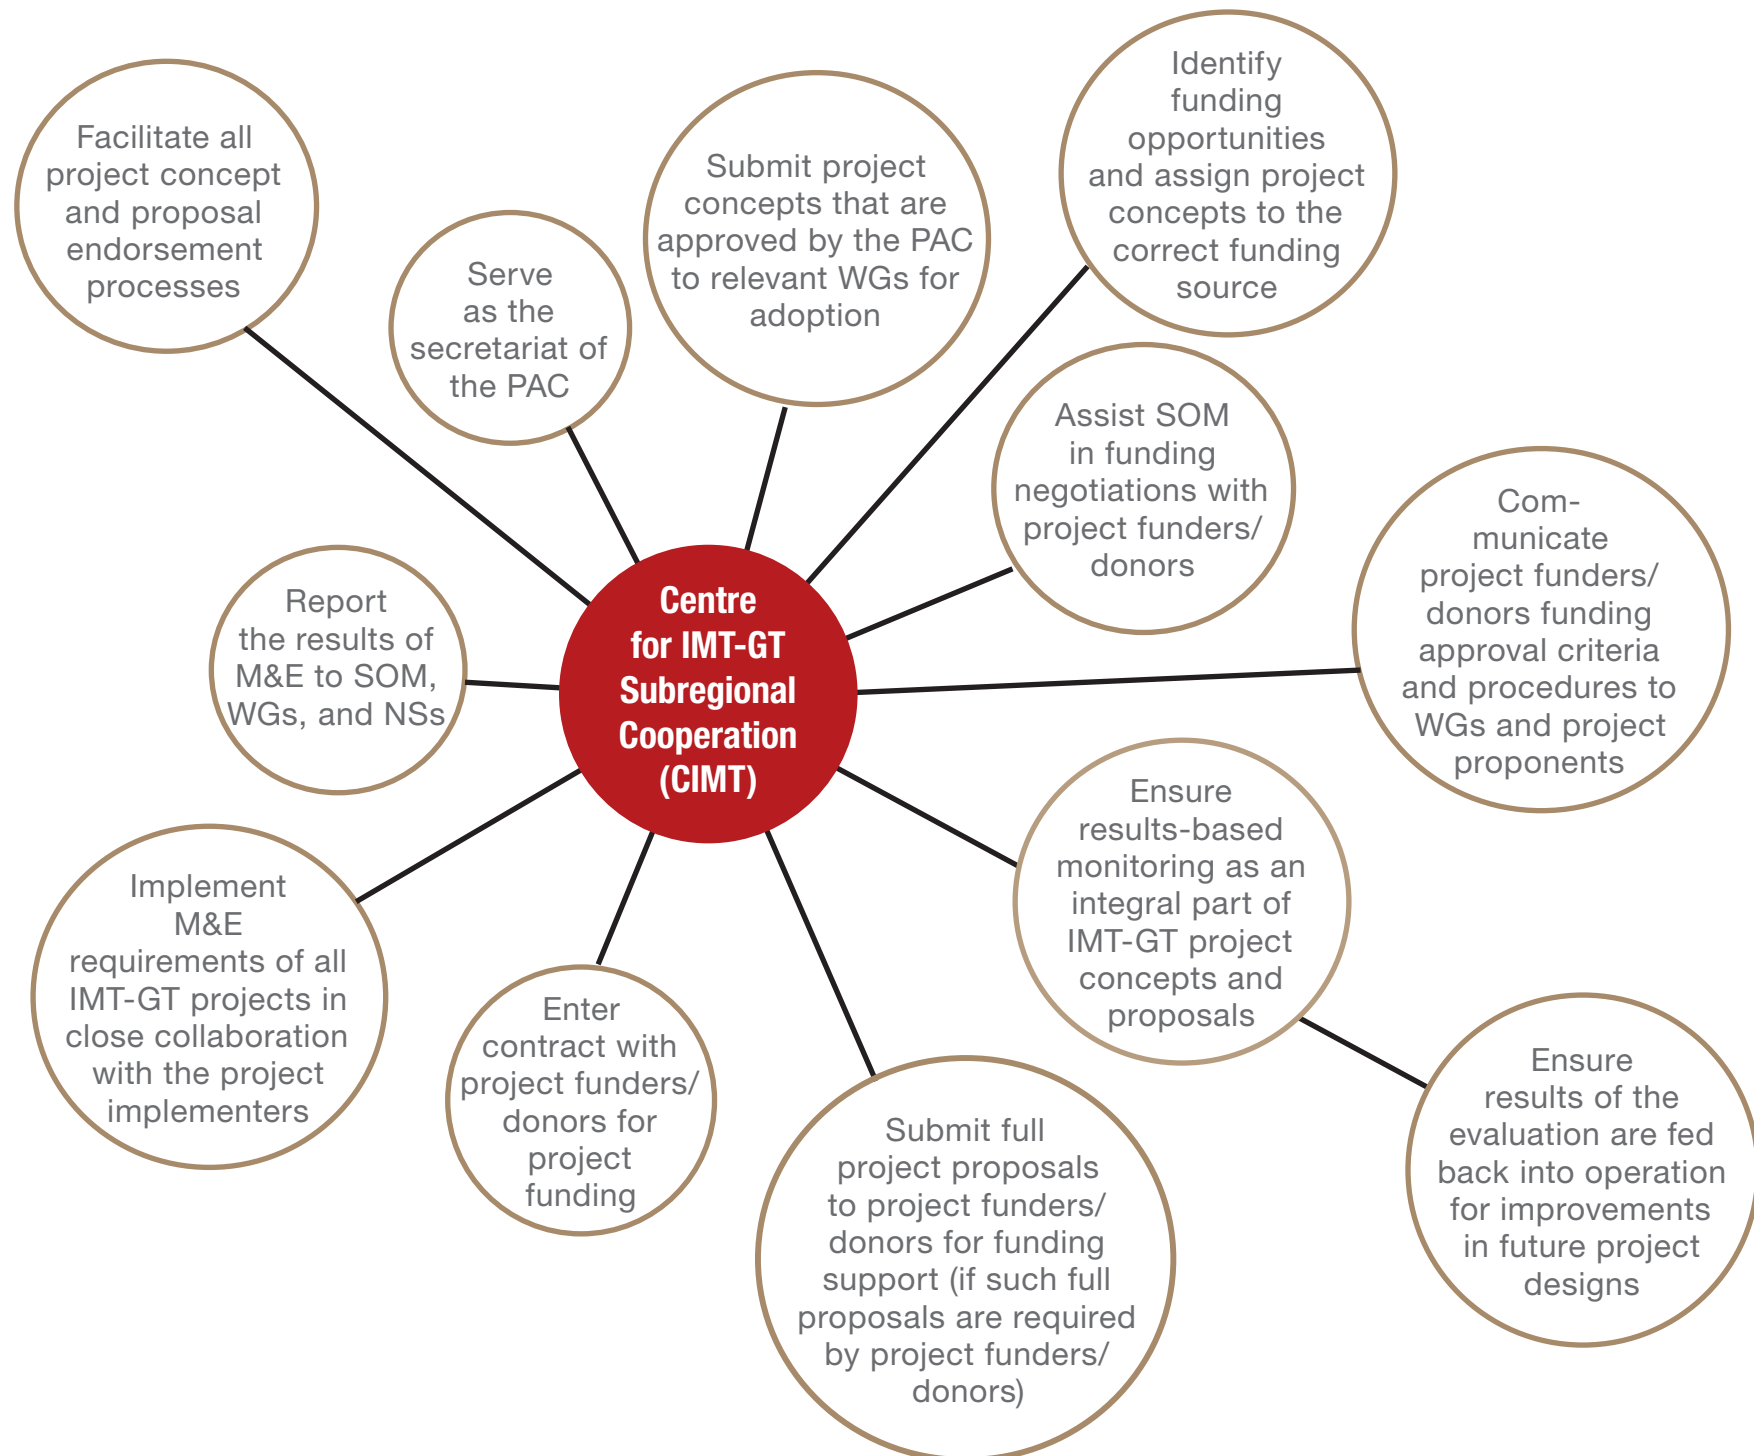 Facilitate all
project concept
and proposal
endorsement
processes
Serve
as the
secretariat of
the PAC
Submit project
concepts that are
approved by the PAC
to relevant WGs for
adoption
Identify
funding
opportunities
and assign project
concepts to the
correct funding
source
Assist SOM
in funding
negotiations with
project funders/
donors
Com-
municate
project funders/
donors funding
approval criteria
and procedures to
WGs and project
proponents
Centre
for IMT-GT
Subregional
Cooperation
(CIMT)
Report
the results of
M&E to SOM,
WGs, and NSs
Implement
M&E
requirements of all
IMT-GT projects in
close collaboration
with the project
implementers
Enter
contract with
project funders/
donors for
project
funding
Submit full
project proposals
to project funders/
donors for funding
support (if such full
proposals are required
by project funders/
donors)
Ensure
results-based
monitoring as an
integral part of
IMT-GT project
concepts and
proposals
Ensure
results of the
evaluation are fed
back into operation
for improvements
in future project
designs